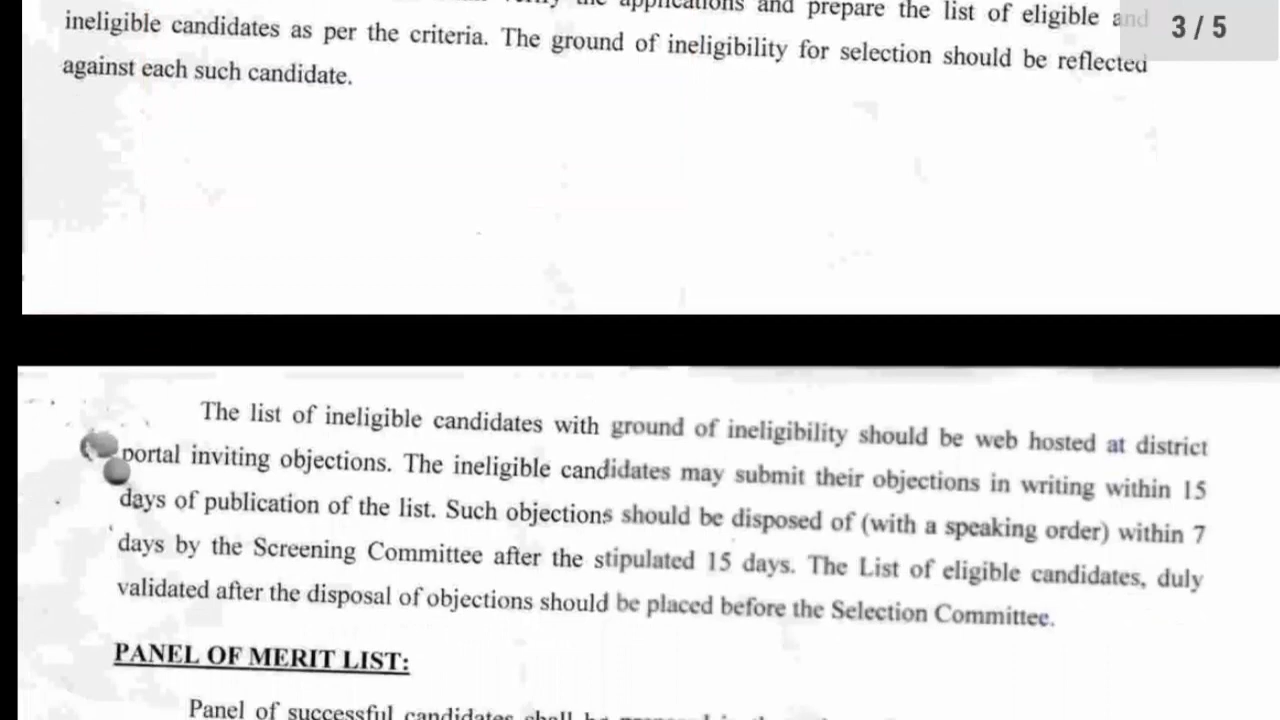 the applications and prepare the list of eligible and
3 / 5
ineligible candidates as per the criteria. The ground of ineligibility for selection should be reflected
against each such candidate.
The list of ineligible candidates with ground of ineligibility should be web hosted at district
portal inviting objections. The ineligible candidates may submit their objections in writing within 15
days of publication of the list. Such objections should be disposed of (with a speaking order) within 7
days by the Screening Committee after the stipulated 15 days. The List of eligible candidates, duly
validated after the disposal of objections should be placed before the Selection Committee.
PANEL OF MERIT LIST:
Panel of successful candidates shall be